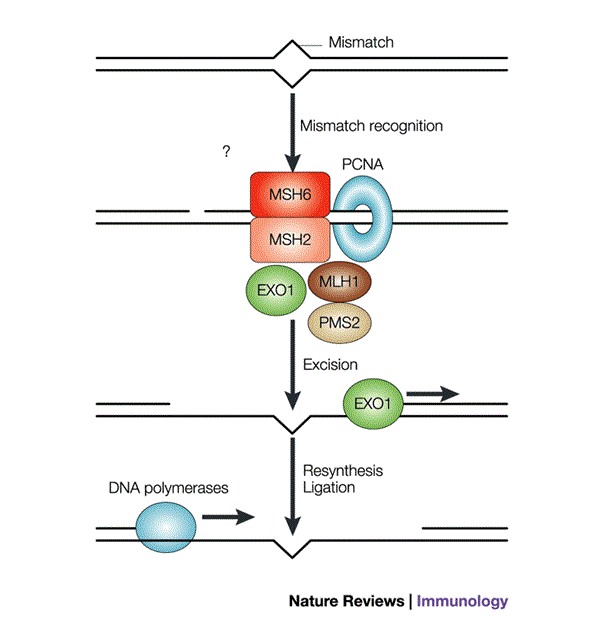 Mismatch
Mismatch recognition
?
PCNA
MSH6
MSH2
EXO1
MLH1
PMS2
Excision
EXO1
Resynthesis
Ligation
DNA polymerases
Nature Reviews | Immunology